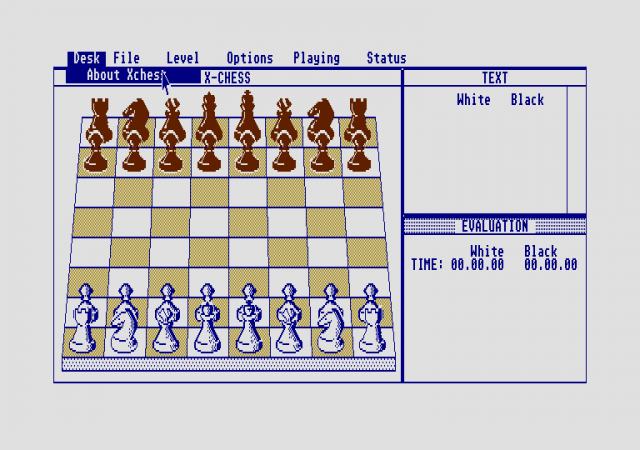 Desk File Level Options Playing Status
About Xchess
X-CHESS
TEXT
White Black
EVALUATION
White Black
TIME: 00.00.00 00.00.00